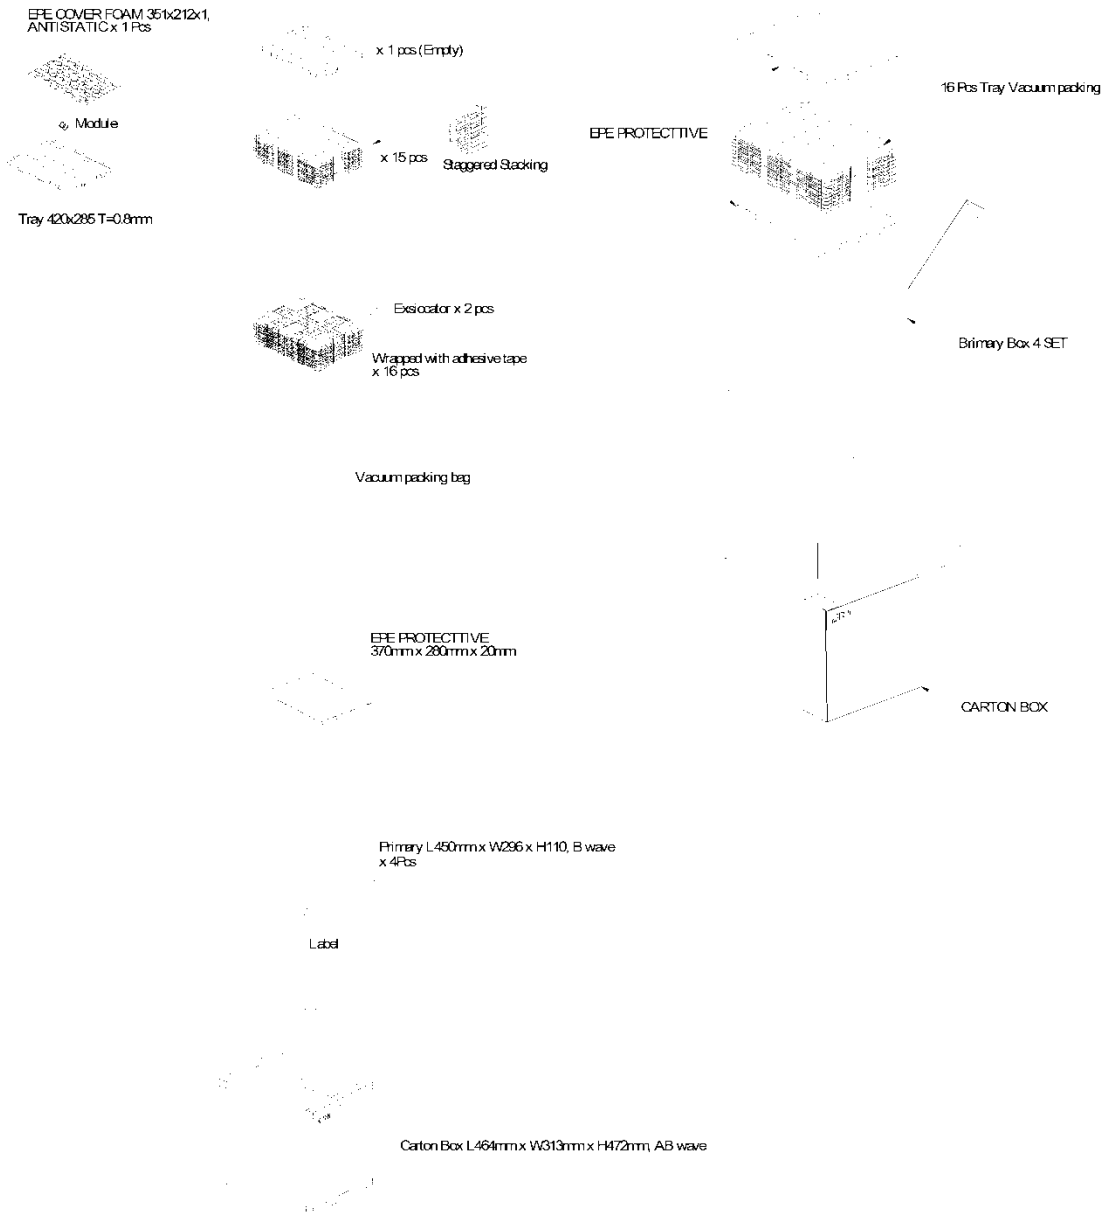 EPE COVER FOAM 351x212x1,
ANTISTATIC x 1 Pcs
Module
Tray 420x285 T=0.8mm
x 1 pcs (Empty)
x 15 pcs
Staggered Stacking
Exsiccator x 2 pcs
Wrapped with adhesive tape
x 16 pcs
Vacuum packing bag
EPE PROTECTTIVE
370mm x 280mm x 20mm
Primary L450mm x W296 x H110, B wave
x 4Pcs
Label
Carton Box L464mm x W313mm x H472mm, AB wave
16 Pcs Tray Vacuum packing
EPE PROTECTTIVE
Brimary Box 4 SET
CARTON BOX